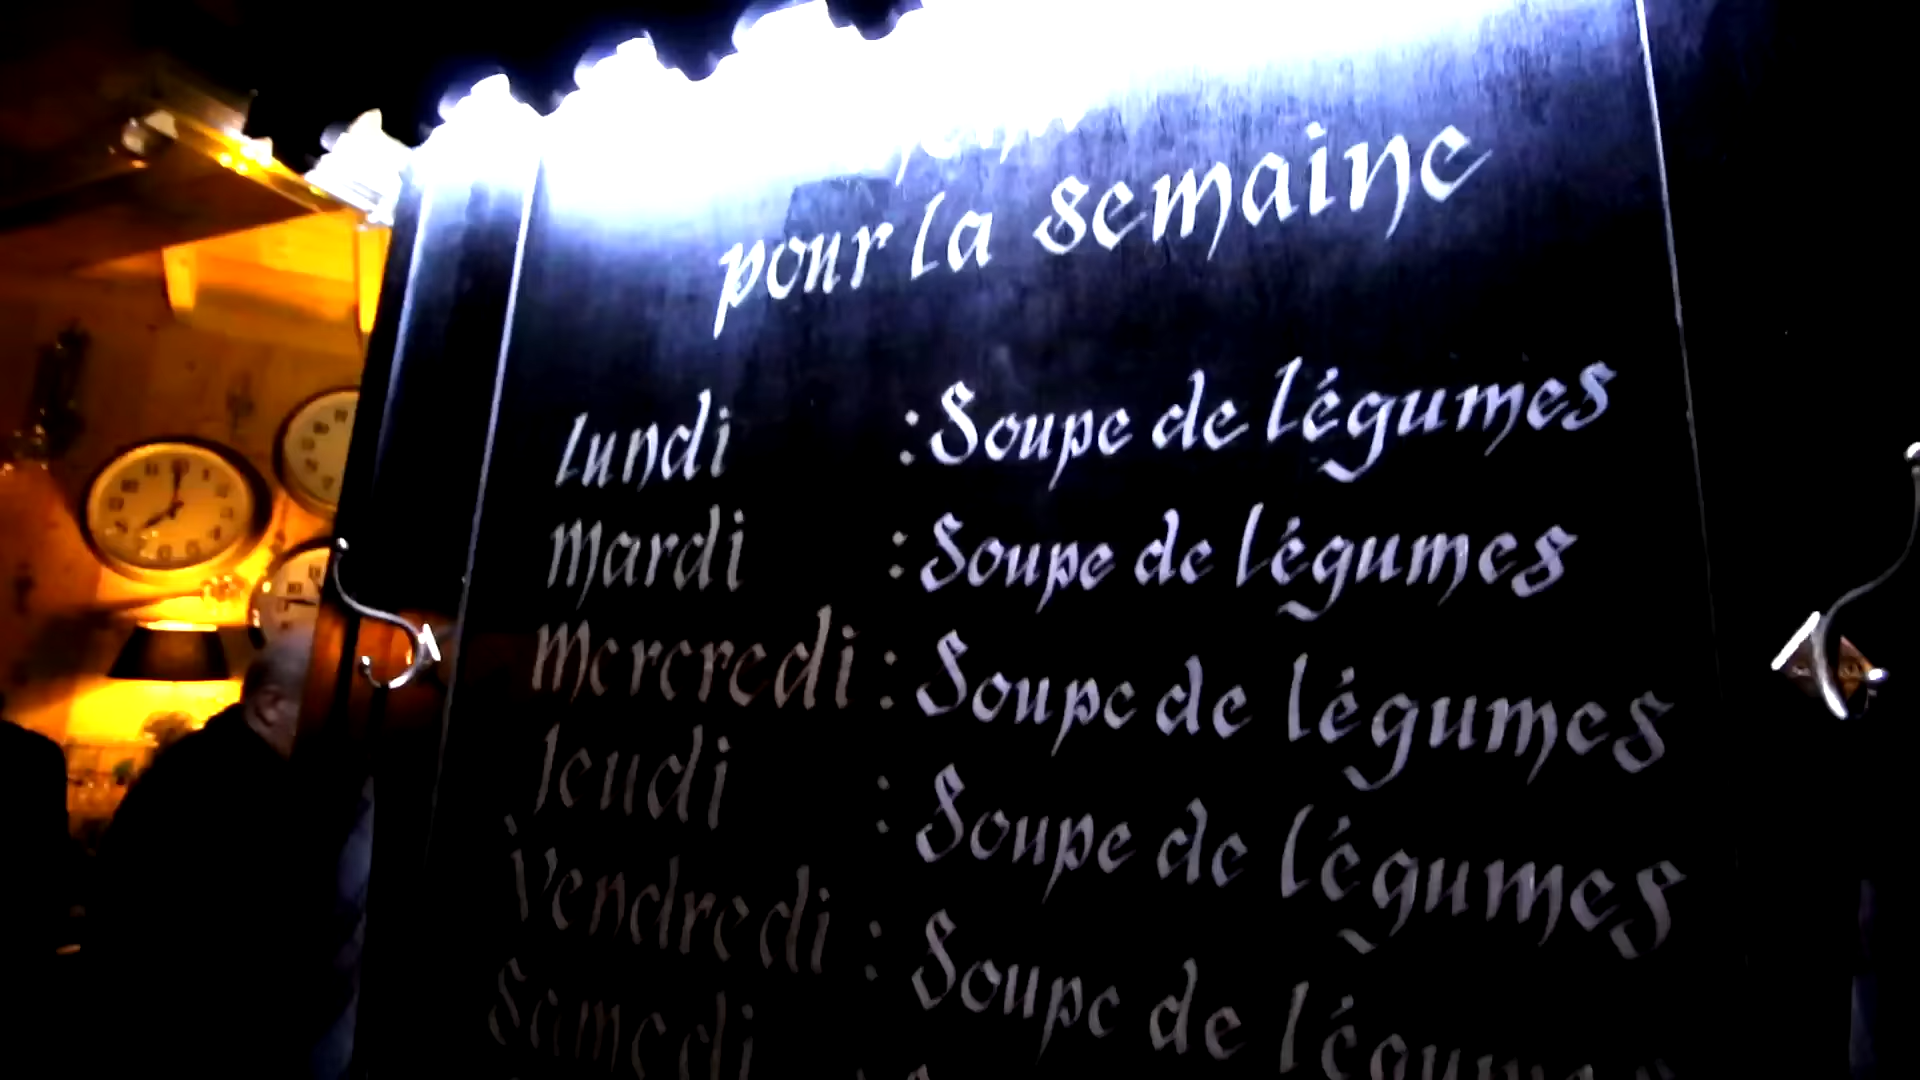 pour la semaine
lundi : Soupe de légumes
Mardi : Soupe de légumes
Mercredi : Soupe de légumes
Jeudi : Soupe de légumes
Vendredi : Soupe de légumes
Samedi